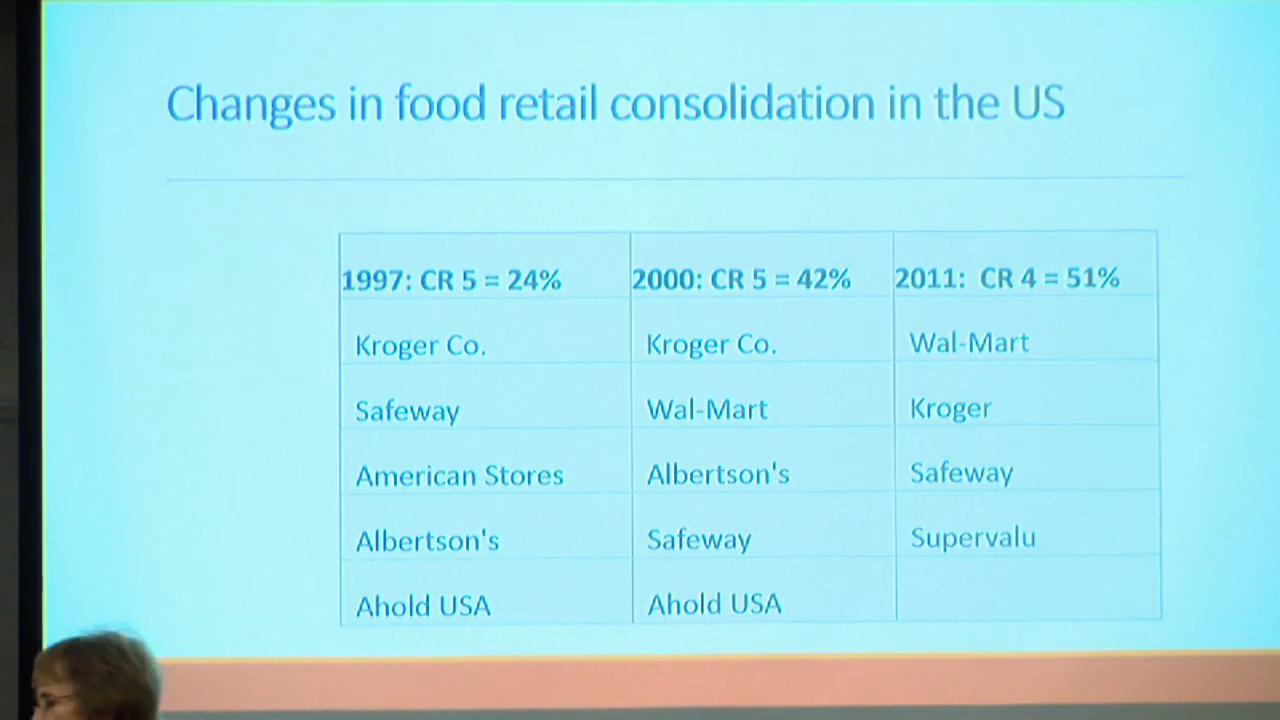 Changes in food retail consolidation in the US
1997: CR 5 = 24% 2000: CR 5 = 42% 2011: CR 4 = 51%
Kroger Co. Kroger Co. Wal-Mart
Safeway Wal-Mart Kroger
American Stores Albertson's Safeway
Albertson's Safeway Supervalu
Ahold USA Ahold USA